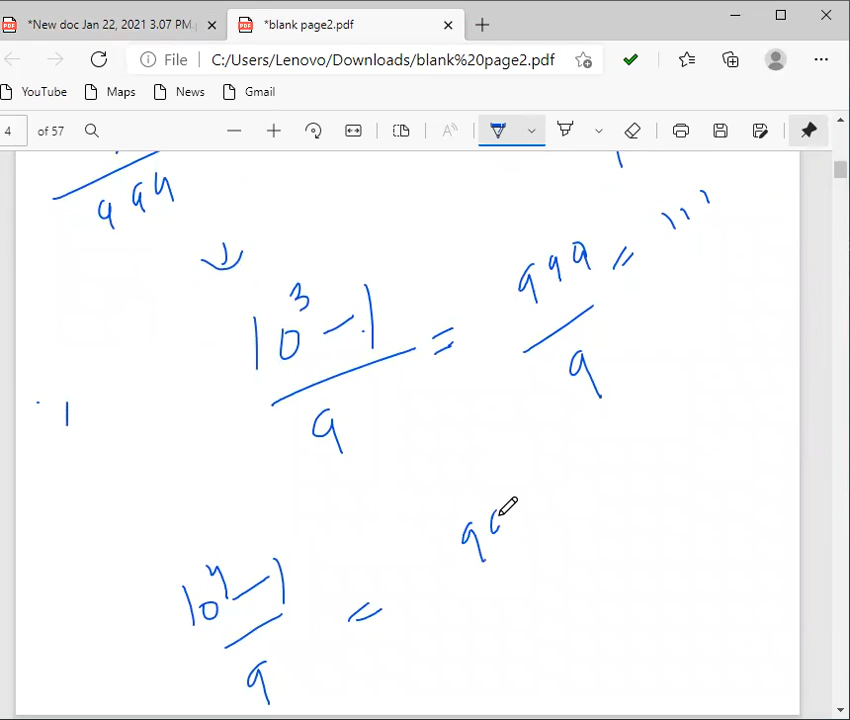 *New doc Jan 22, 2021 3.07 PM.
*blank page2.pdf
File C:/Users/Lenovo/Downloads/blank%20page2.pdf
YouTube Maps News Gmail
4 of 57
999
10³ - 1 / 9 = 999 / 9 = 111
1
10⁴ - 1 / 9 = 9